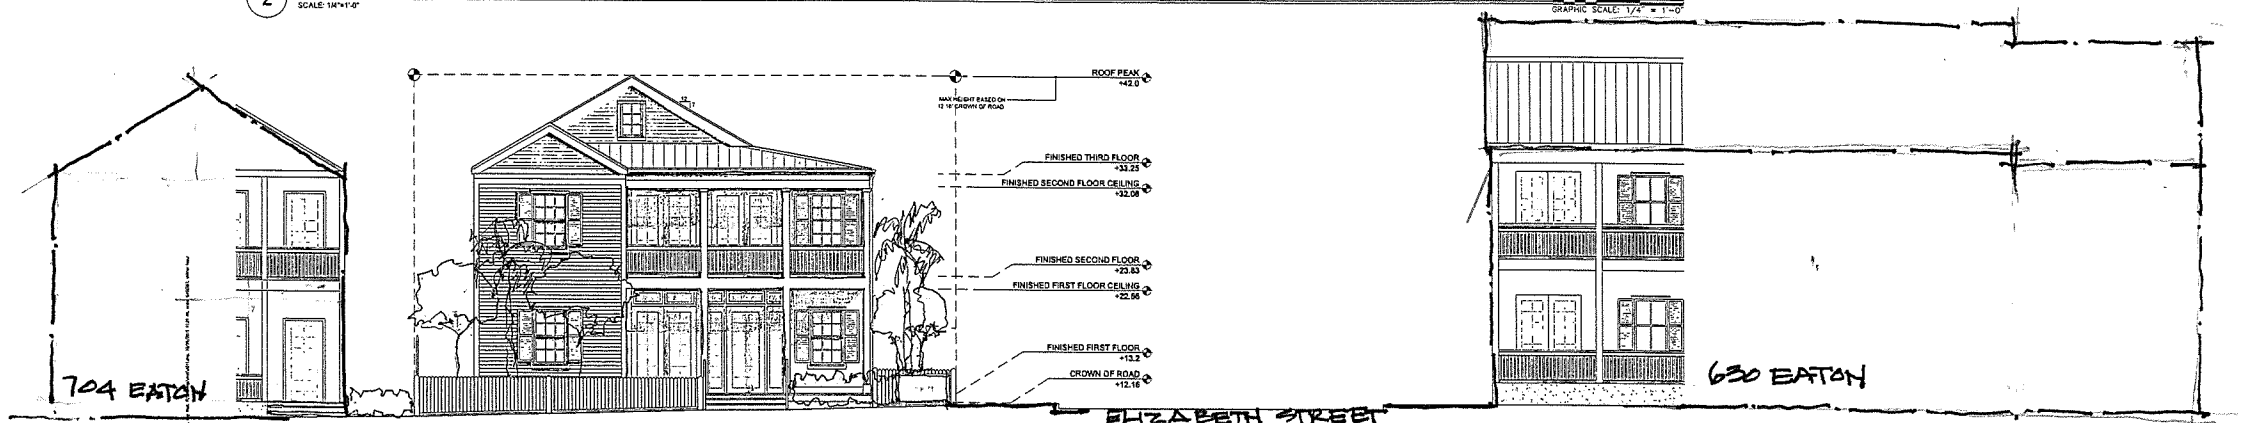 2
SCALE: 1/4"=1'-0"
GRAPHIC SCALE: 1/4" = 1'-0"
ROOF PEAK
+42.0
MAX HEIGHT BASED ON
12.16' CROWN OF ROAD
12
7
FINISHED THIRD FLOOR
+33.25
FINISHED SECOND FLOOR CEILING
+32.08
FINISHED SECOND FLOOR
+23.83
FINISHED FIRST FLOOR CEILING
+22.66
FINISHED FIRST FLOOR
+13.2
CROWN OF ROAD
+12.16
704 EATON
ELIZABETH STREET
630 EATON